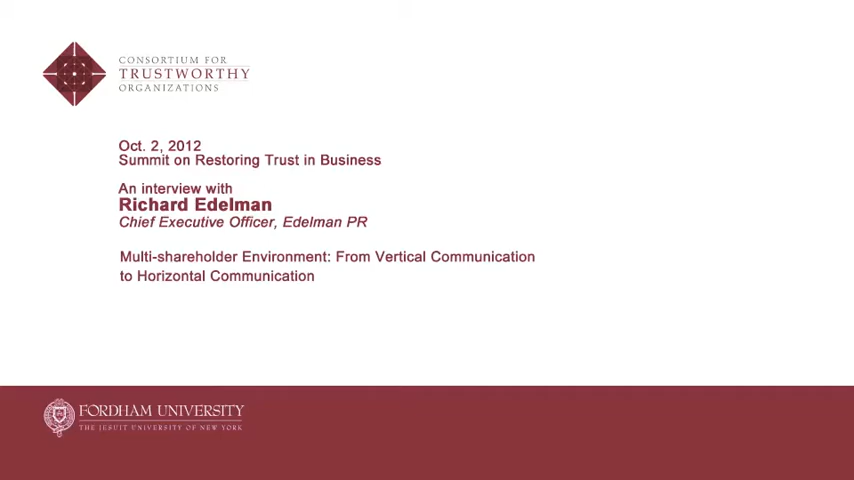 CONSORTIUM FOR
TRUSTWORTHY
ORGANIZATIONS
Oct. 2, 2012
Summit on Restoring Trust in Business
An interview with
Richard Edelman
Chief Executive Officer, Edelman PR
Multi-shareholder Environment: From Vertical Communication
to Horizontal Communication
FORDHAM UNIVERSITY
THE JESUIT UNIVERSITY OF NEW YORK